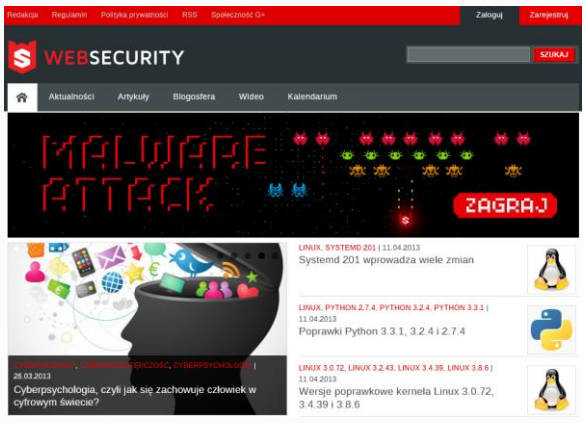 Redakcja Regulamin Polityka prywatności RSS Społeczność G+ Zaloguj Zarejestruj
WEBSECURITY
SZUKAJ
Aktualności Artykuły Blogosfera Wideo Kalendarium
MALWARE
ATTACK
ZAGRAJ
LINUX, SYSTEMD 201 | 11.04.2013
Systemd 201 wprowadza wiele zmian
LINUX, PYTHON 2.7.4, PYTHON 3.2.4, PYTHON 3.3.1 |
11.04.2013
Poprawki Python 3.3.1, 3.2.4 i 2.7.4
CYBERPSYCHOLOGIA |
26.03.2013
Cyberpsychologia, czyli jak się zachowuje człowiek w
cyfrowym świecie?
LINUX 3.0.72, LINUX 3.2.43, LINUX 3.4.39, LINUX 3.8.6 |
11.04.2013
Wersje poprawkowe kernela Linux 3.0.72,
3.4.39 i 3.8.6